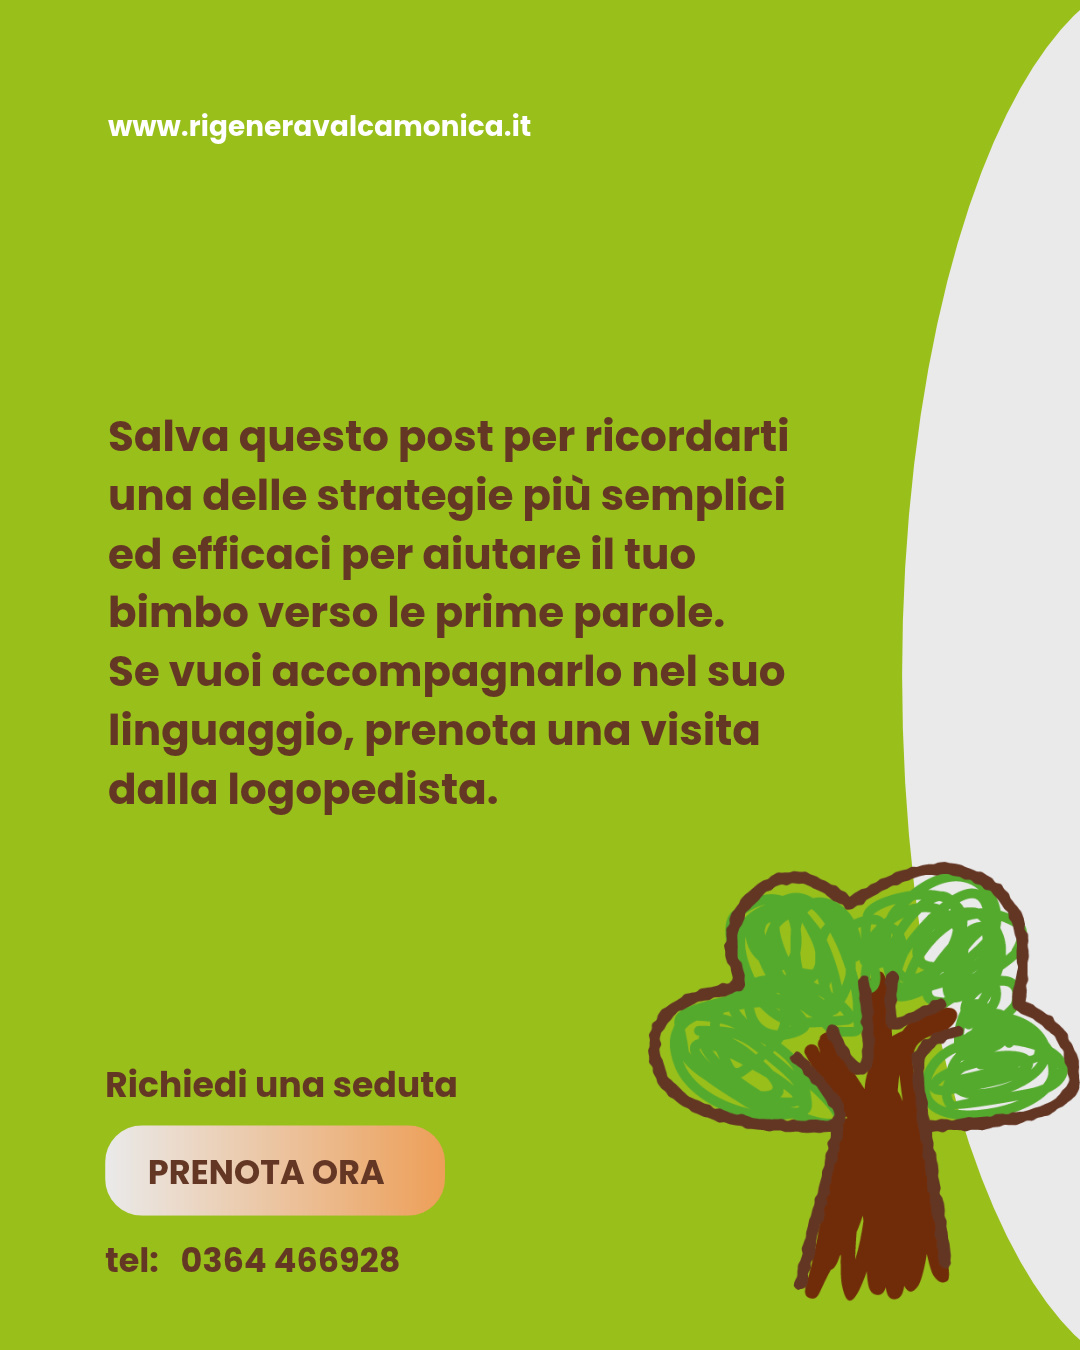 www.rigeneravalcamonica.it
Salva questo post per ricordarti
una delle strategie più semplici
ed efficaci per aiutare il tuo
bimbo verso le prime parole.
Se vuoi accompagnarlo nel suo
linguaggio, prenota una visita
dalla logopedista.
Richiedi una seduta
PRENOTA ORA
tel: 0364 466928